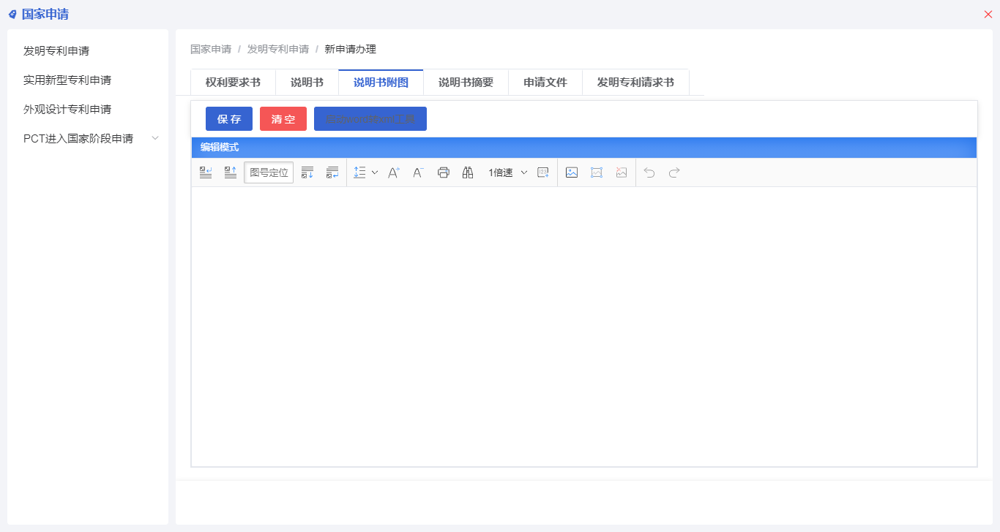 国家申请
发明专利申请
实用新型专利申请
外观设计专利申请
PCT进入国家阶段申请
国家申请 / 发明专利申请 / 新申请办理
权利要求书 说明书 说明书附图 说明书摘要 申请文件 发明专利请求书
保 存 清 空
编辑模式
图号定位 A+ A- 1倍速 123